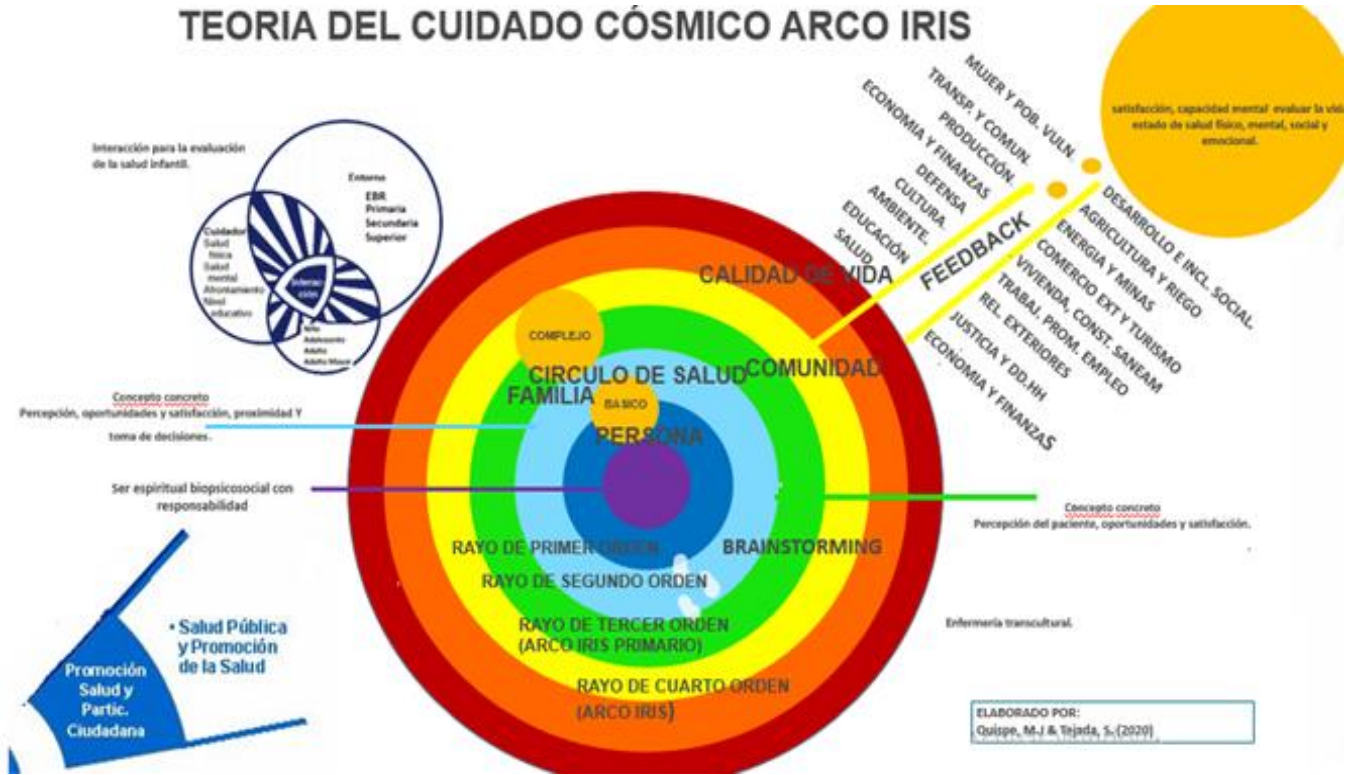 TEORIA DEL CUIDADO CÓSMICO ARCO IRIS
Interacción para la evaluación
de la salud infantil.
Entorno
EBR
Primaria
Secundaria
Superior
Cuidador
Salud
física
Salud
mental
Afrontamiento
Nivel
educativo
Interac
ción
Niño
Adolescente
Adulto
Adulto Mayor
Concepto concreto
Percepción, oportunidades y satisfacción, proximidad Y
toma de decisiones.
Ser espiritual biopsicosocial con
responsabilidad
• Salud Pública
y Promoción
de la Salud
Promoción
Salud y
Partic.
Ciudadana
CALIDAD DE VIDA
COMPLEJO
CIRCULO DE SALUD
COMUNIDAD
FAMILIA
BASICO
PERSONA
RAYO DE PRIMER ORDEN
BRAINSTORMING
RAYO DE SEGUNDO ORDEN
RAYO DE TERCER ORDEN
(ARCO IRIS PRIMARIO)
RAYO DE CUARTO ORDEN
(ARCO IRIS)
MUJER Y POB. VULN.
TRANSP. Y COMUN.
PRODUCCIÓN.
ECONOMIA Y FINANZAS
DEFENSA
CULTURA.
AMBIENTE.
EDUCACIÓN
SALUD
FEEDBACK
DESARROLLO E INCL. SOCIAL.
AGRICULTURA Y RIEGO
ENERGIA Y MINAS
COMERCIO EXT Y TURISMO
VIVIENDA, CONST. SANEAM
TRABAJ, PROM. EMPLEO
REL. EXTERIORES
JUSTICIA Y DD.HH
ECONOMIA Y FINANZAS
satisfacción, capacidad mental evaluar la vida
estado de salud físico, mental, social y
emocional.
Concepto concreto
Percepción del paciente, oportunidades y satisfacción.
Enfermería transcultural.
ELABORADO POR:
Quispe, M.J & Tejada, S.(2020)